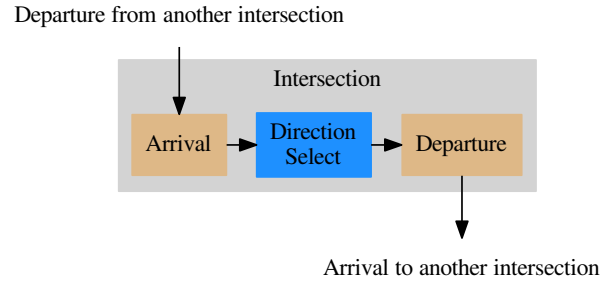 Departure from another intersection
Intersection
Arrival
Direction
Select
Departure
Arrival to another intersection